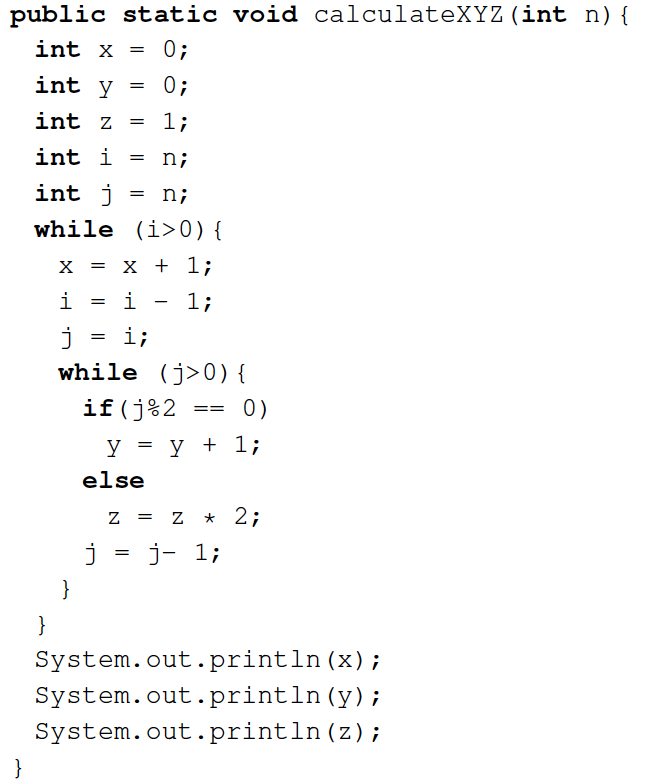 public static void calculateXYZ(int n){
int x = 0;
int y = 0;
int z = 1;
int i = n;
int j = n;
while (i>0){
x = x + 1;
i = i - 1;
j = i;
while (j>0){
if(j%2 == 0)
y = y + 1;
else
z = z * 2;
j = j- 1;
}
}
System.out.println(x);
System.out.println(y);
System.out.println(z);
}